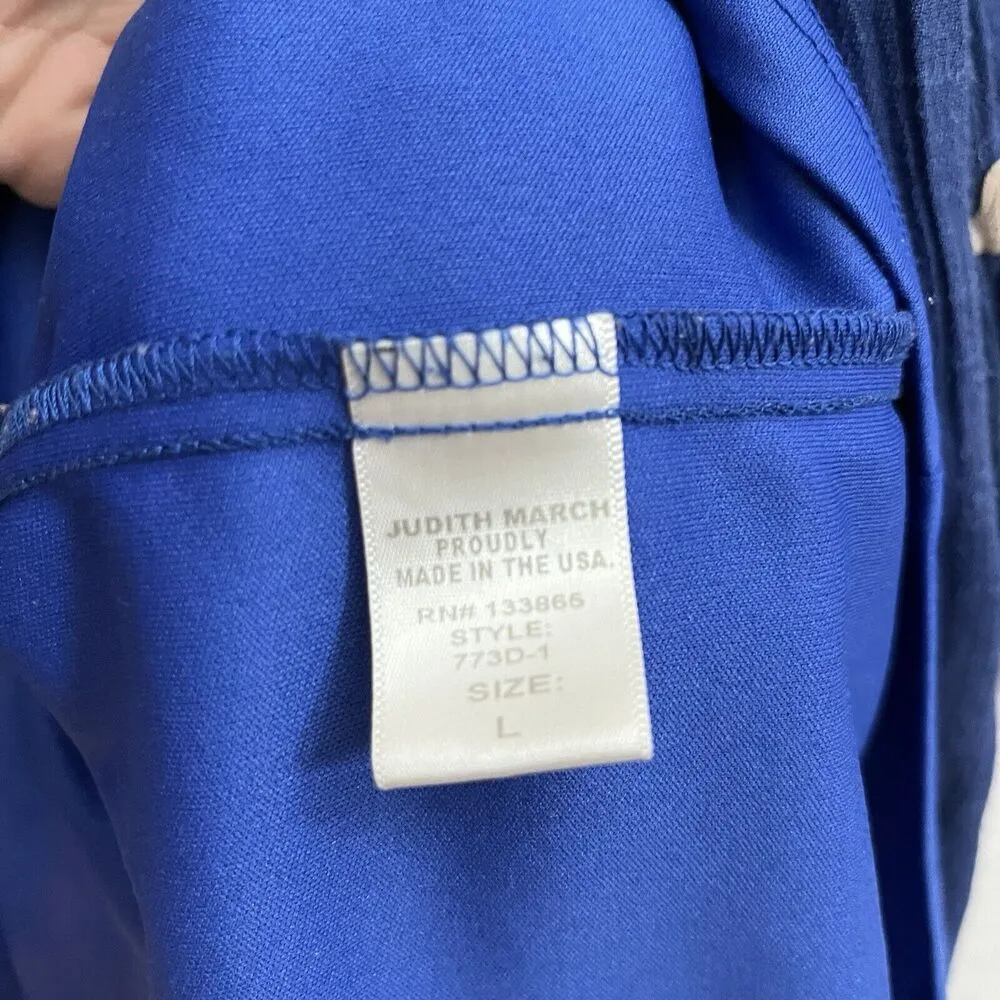 JUDITH MARCH
PROUDLY
MADE IN THE USA.
RN# 133866
STYLE:
773D-1
SIZE:
L